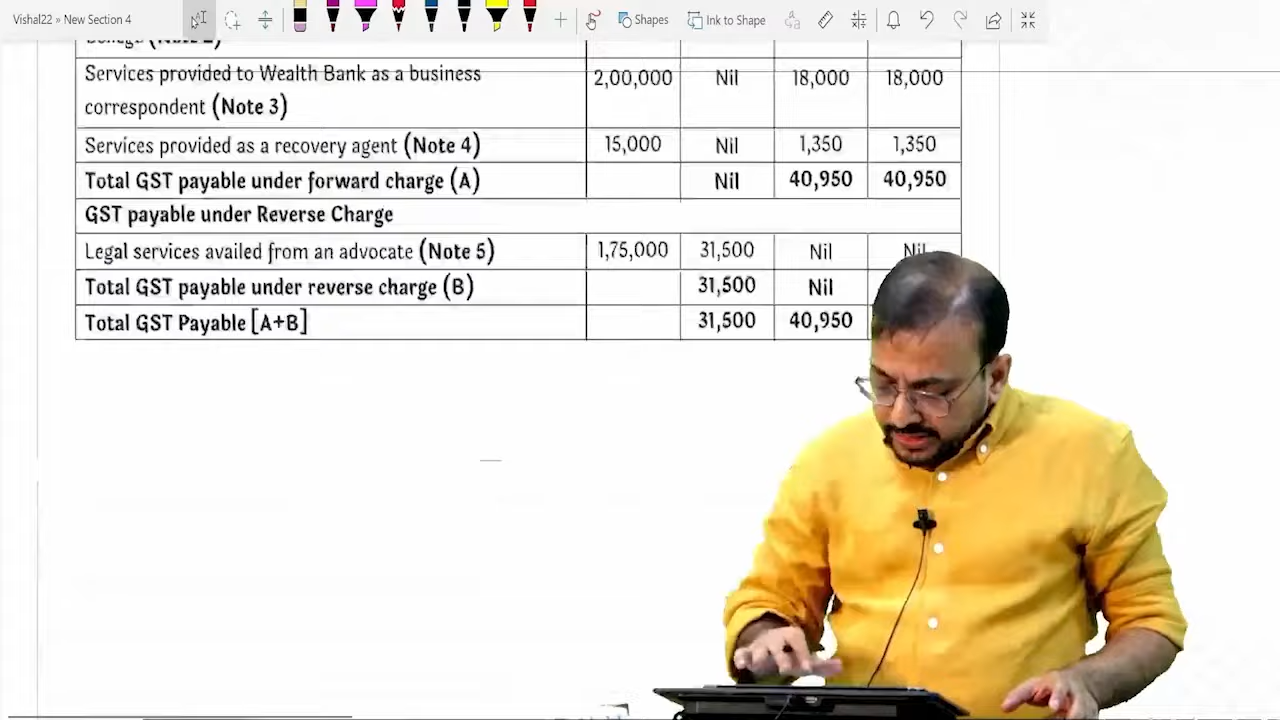 Vishal22 » New Section 4
Shapes
Ink to Shape
Services provided to Wealth Bank as a business correspondent (Note 3) 2,00,000 Nil 18,000 18,000
Services provided as a recovery agent (Note 4) 15,000 Nil 1,350 1,350
Total GST payable under forward charge (A) Nil 40,950 40,950
GST payable under Reverse Charge
Legal services availed from an advocate (Note 5) 1,75,000 31,500 Nil Nil
Total GST payable under reverse charge (B) 31,500 Nil
Total GST Payable [A+B] 31,500 40,950